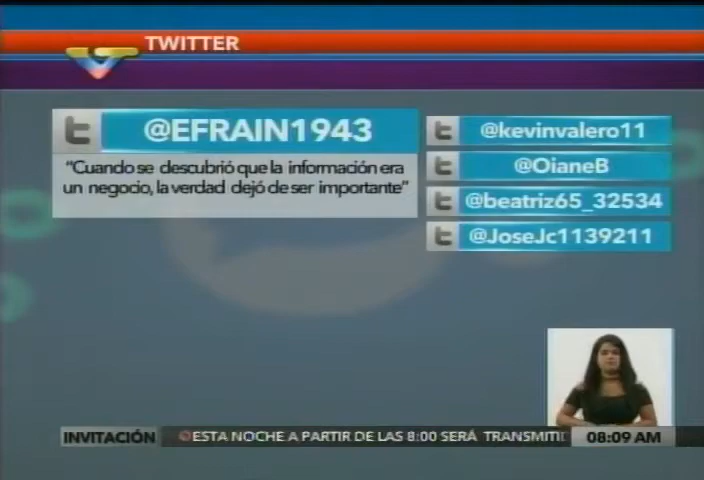 TWITTER
@EFRAIN1943
"Cuando se descubrió que la información era
un negocio, la verdad dejó de ser importante"
@kevinvalero11
@OianeB
@beatriz65_32534
@JoseJc1139211
INVITACIÓN
ESTA NOCHE A PARTIR DE LAS 8:00 SERÁ TRANSMITI
08:09 AM